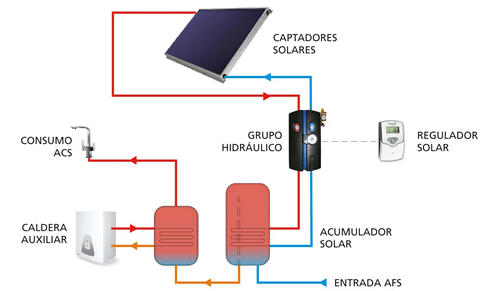 CAPTADORES
SOLARES
CONSUMO
ACS
GRUPO
HIDRÁULICO
REGULADOR
SOLAR
CALDERA
AUXILIAR
ACUMULADOR
SOLAR
ENTRADA AFS